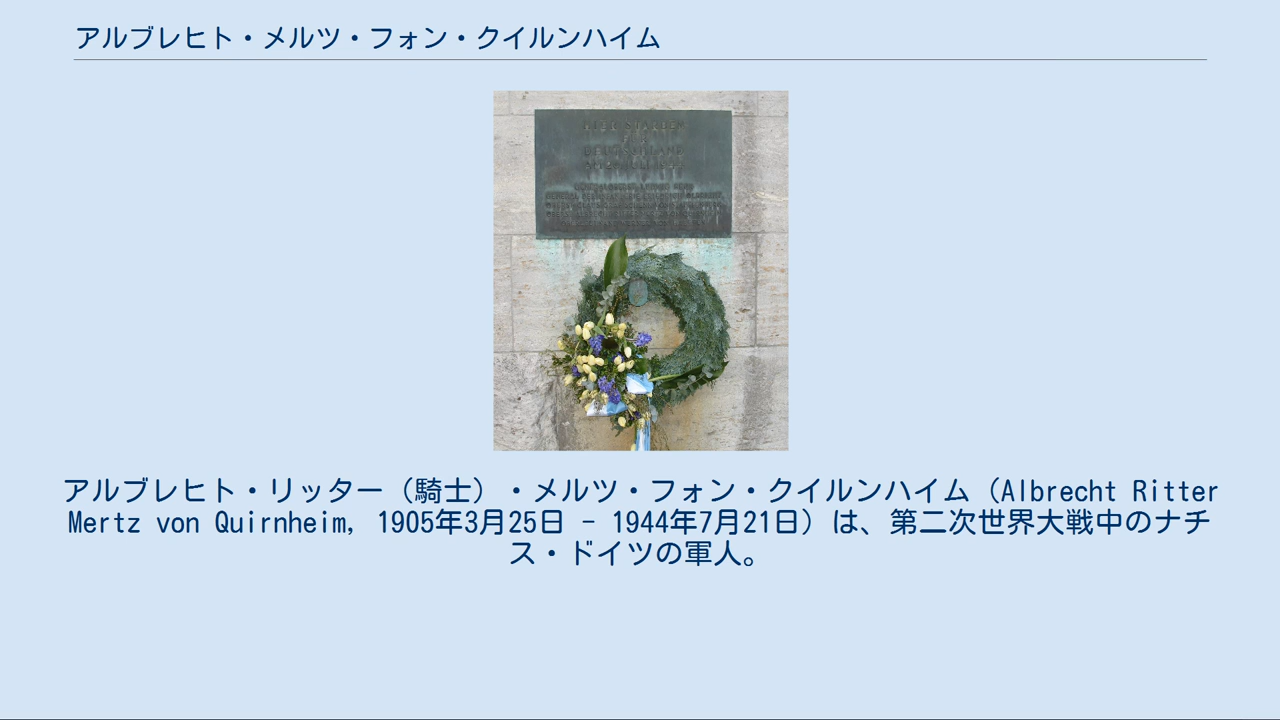 アルブレヒト・メルツ・フォン・クイルンハイム
HIER STARBEN
FÜR
DEUTSCHLAND
アルブレヒト・リッター（騎士）・メルツ・フォン・クイルンハイム（Albrecht Ritter
Mertz von Quirnheim, 1905年3月25日 - 1944年7月21日）は、第二次世界大戦中のナチ
ス・ドイツの軍人。